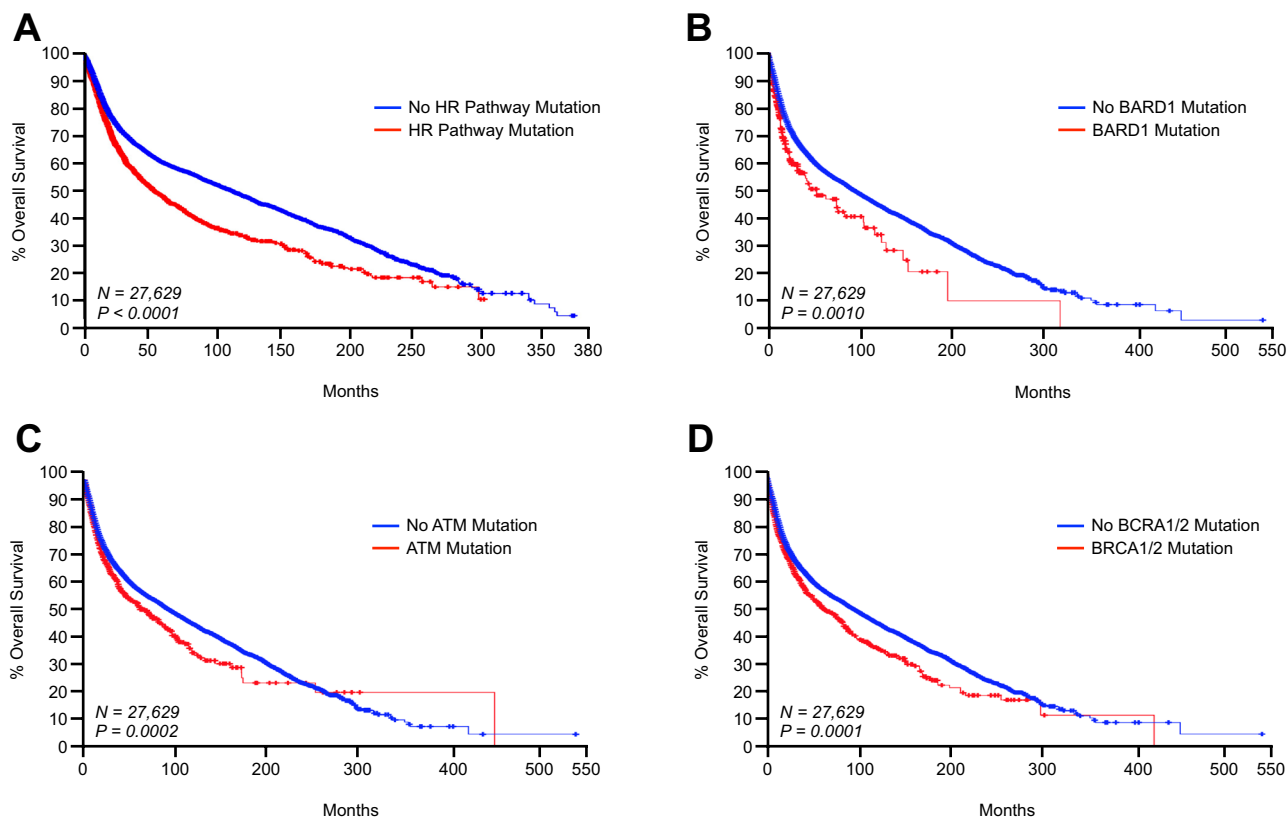 A
% Overall Survival
100
90
80
70
60
50
40
30
20
10
0
No HR Pathway Mutation
HR Pathway Mutation
N = 27,629
P < 0.0001
0 50 100 150 200 250 300 350 380
Months
B
% Overall Survival
100
90
80
70
60
50
40
30
20
10
0
No BARD1 Mutation
BARD1 Mutation
N = 27,629
P = 0.0010
0 100 200 300 400 500 550
Months
C
% Overall Survival
100
90
80
70
60
50
40
30
20
10
0
No ATM Mutation
ATM Mutation
N = 27,629
P = 0.0002
0 100 200 300 400 500 550
Months
D
% Overall Survival
100
90
80
70
60
50
40
30
20
10
0
No BCRA1/2 Mutation
BRCA1/2 Mutation
N = 27,629
P = 0.0001
0 100 200 300 400 500 550
Months